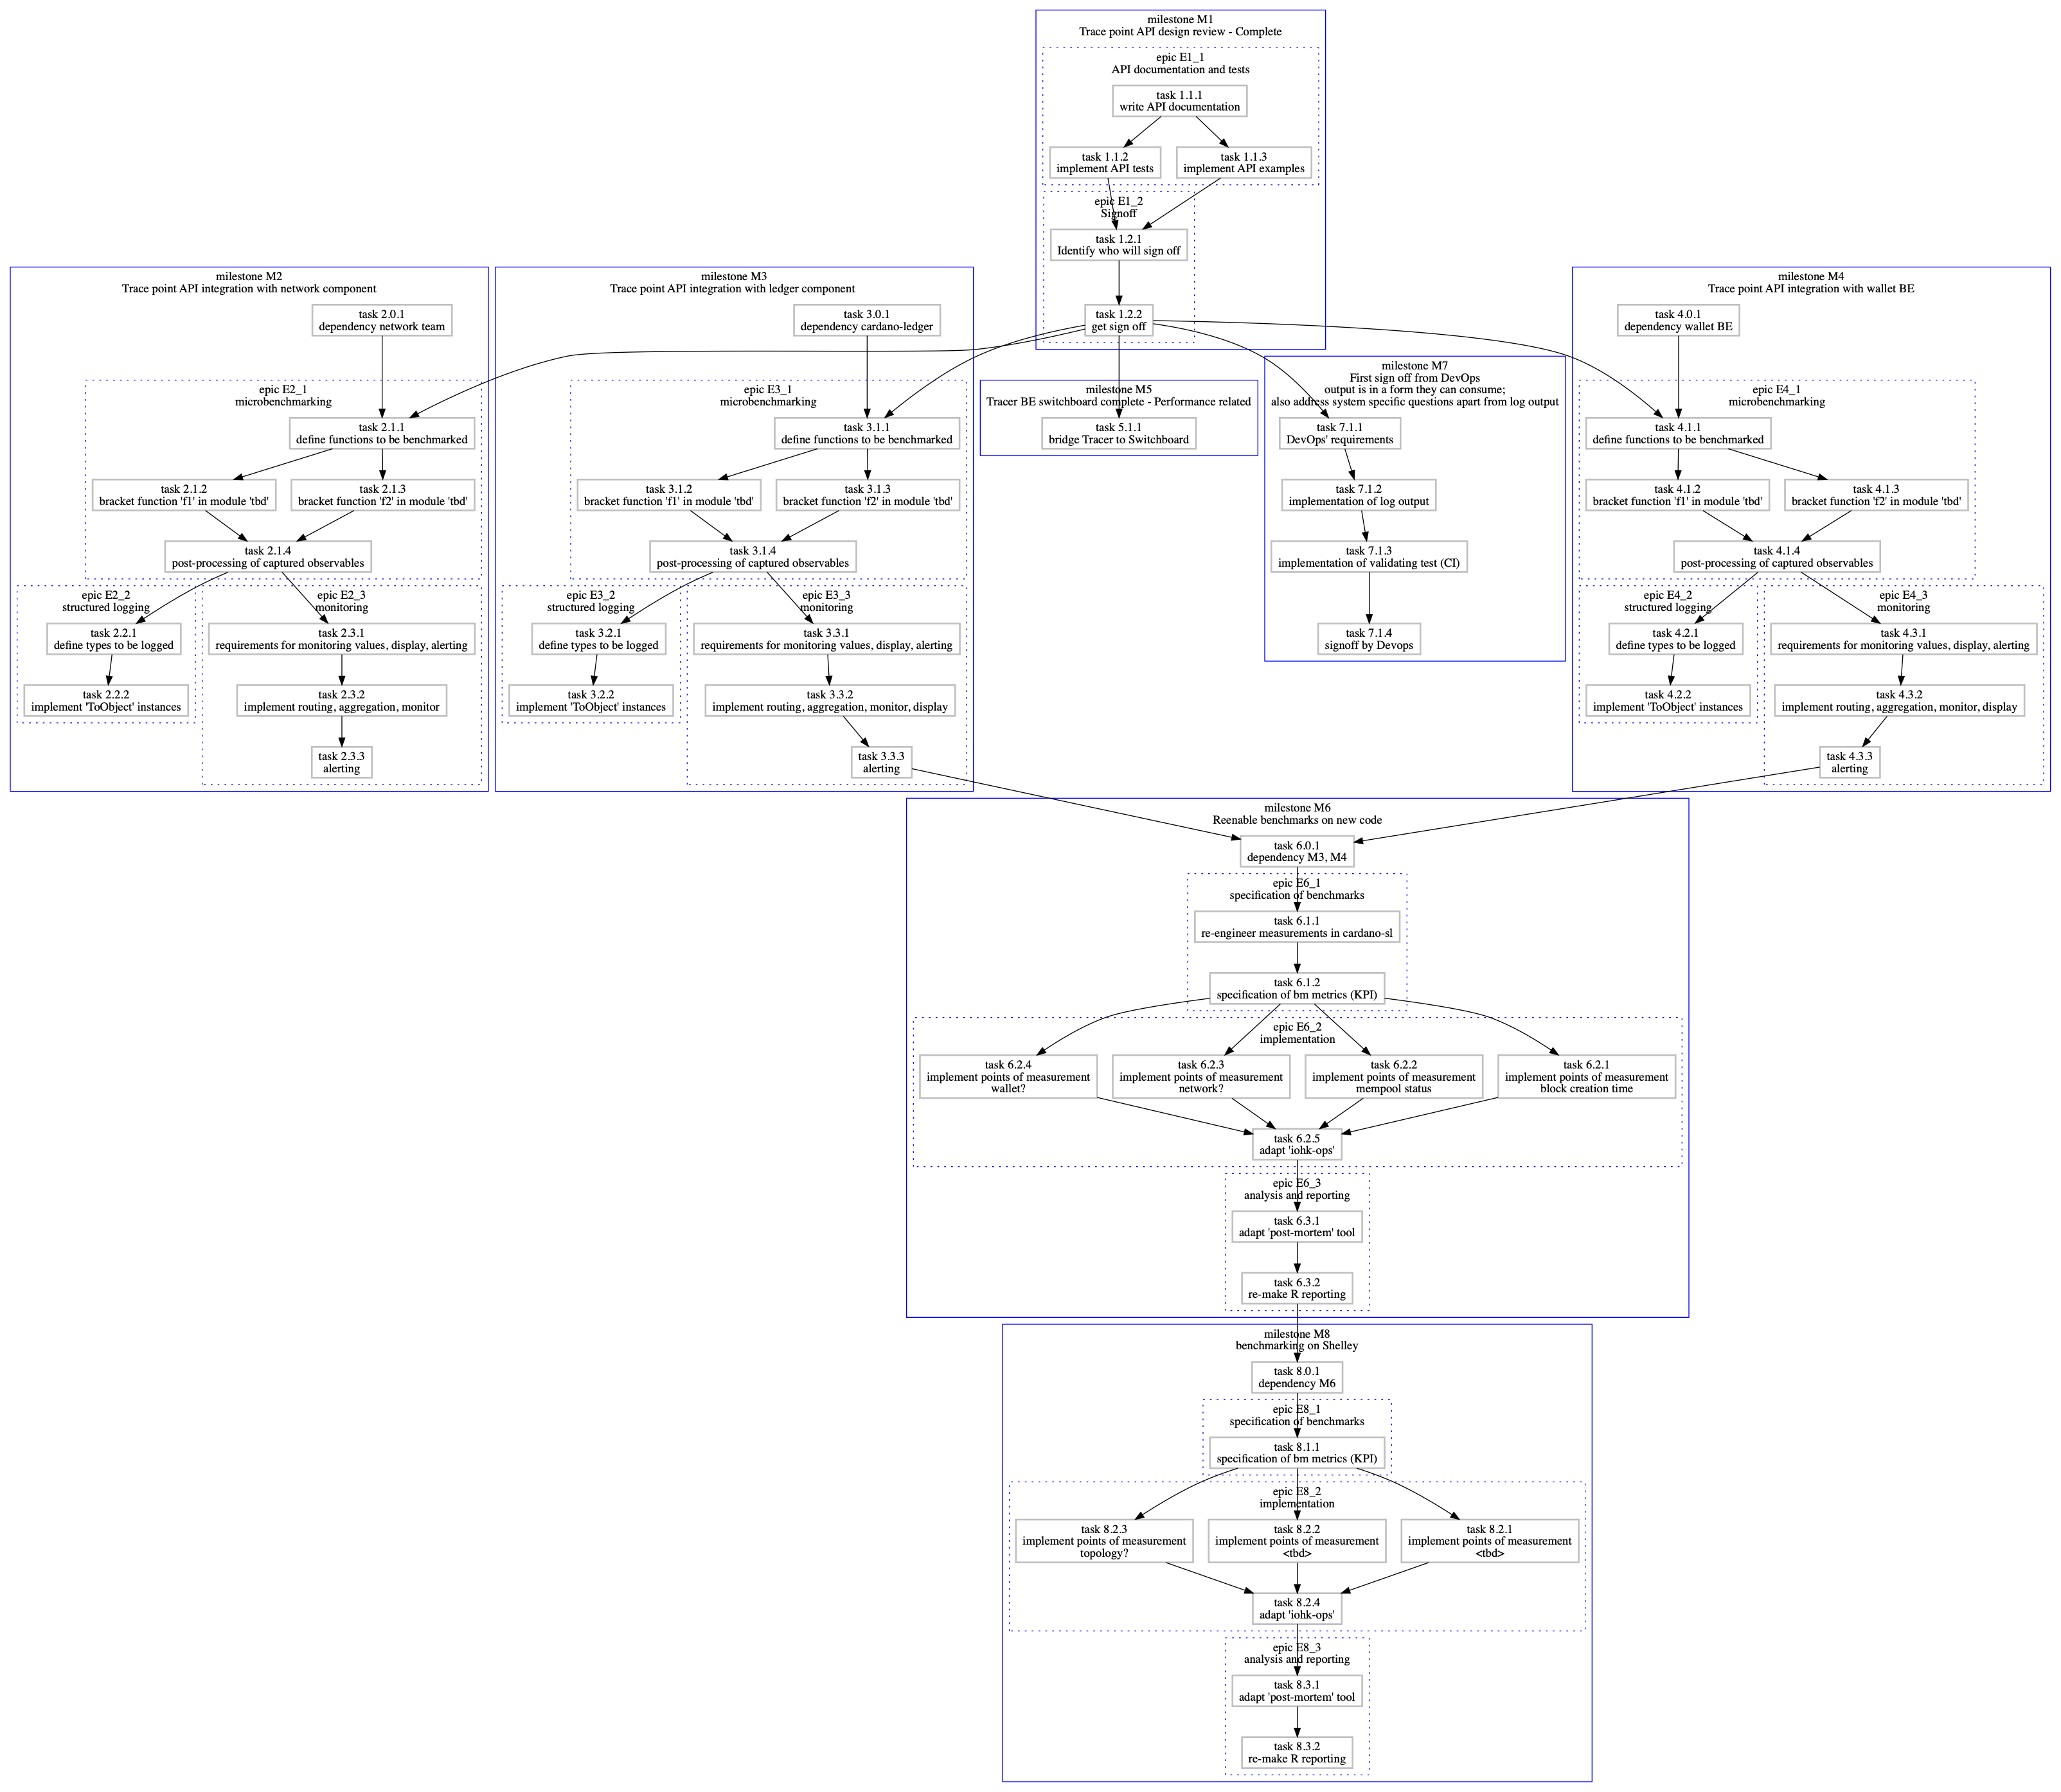 milestone M1
Trace point API design review - Complete
epic E1_1
API documentation and tests
task 1.1.1
write API documentation
task 1.1.2
implement API tests
task 1.1.3
implement API examples
epic E1_2
Signoff
task 1.2.1
Identify who will sign off
task 1.2.2
get sign off
milestone M2
Trace point API integration with network component
task 2.0.1
dependency network team
epic E2_1
microbenchmarking
task 2.1.1
define functions to be benchmarked
task 2.1.2
bracket function 'f1' in module 'tbd'
task 2.1.3
bracket function 'f2' in module 'tbd'
task 2.1.4
post-processing of captured observables
epic E2_2
structured logging
task 2.2.1
define types to be logged
task 2.2.2
implement 'ToObject' instances
epic E2_3
monitoring
task 2.3.1
requirements for monitoring values, display, alerting
task 2.3.2
implement routing, aggregation, monitor
task 2.3.3
alerting
milestone M3
Trace point API integration with ledger component
task 3.0.1
dependency cardano-ledger
epic E3_1
microbenchmarking
task 3.1.1
define functions to be benchmarked
task 3.1.2
bracket function 'f1' in module 'tbd'
task 3.1.3
bracket function 'f2' in module 'tbd'
task 3.1.4
post-processing of captured observables
epic E3_2
structured logging
task 3.2.1
define types to be logged
task 3.2.2
implement 'ToObject' instances
epic E3_3
monitoring
task 3.3.1
requirements for monitoring values, display, alerting
task 3.3.2
implement routing, aggregation, monitor, display
task 3.3.3
alerting
milestone M5
Tracer BE switchboard complete - Performance related
task 5.1.1
bridge Tracer to Switchboard
milestone M7
First sign off from DevOps
output is in a form they can consume;
also address system specific questions apart from log output
task 7.1.1
DevOps' requirements
task 7.1.2
implementation of log output
task 7.1.3
implementation of validating test (CI)
task 7.1.4
signoff by Devops
milestone M4
Trace point API integration with wallet BE
task 4.0.1
dependency wallet BE
epic E4_1
microbenchmarking
task 4.1.1
define functions to be benchmarked
task 4.1.2
bracket function 'f1' in module 'tbd'
task 4.1.3
bracket function 'f2' in module 'tbd'
task 4.1.4
post-processing of captured observables
epic E4_2
structured logging
task 4.2.1
define types to be logged
task 4.2.2
implement 'ToObject' instances
epic E4_3
monitoring
task 4.3.1
requirements for monitoring values, display, alerting
task 4.3.2
implement routing, aggregation, monitor, display
task 4.3.3
alerting
milestone M6
Reenable benchmarks on new code
task 6.0.1
dependency M3, M4
epic E6_1
specification of benchmarks
task 6.1.1
re-engineer measurements in cardano-sl
task 6.1.2
specification of bm metrics (KPI)
epic E6_2
implementation
task 6.2.4
implement points of measurement
wallet?
task 6.2.3
implement points of measurement
network?
task 6.2.2
implement points of measurement
mempool status
task 6.2.1
implement points of measurement
block creation time
task 6.2.5
adapt 'iohk-ops'
epic E6_3
analysis and reporting
task 6.3.1
adapt 'post-mortem' tool
task 6.3.2
re-make R reporting
milestone M8
benchmarking on Shelley
task 8.0.1
dependency M6
epic E8_1
specification of benchmarks
task 8.1.1
specification of bm metrics (KPI)
epic E8_2
implementation
task 8.2.3
implement points of measurement
topology?
task 8.2.2
implement points of measurement
<tbd>
task 8.2.1
implement points of measurement
<tbd>
task 8.2.4
adapt 'iohk-ops'
epic E8_3
analysis and reporting
task 8.3.1
adapt 'post-mortem' tool
task 8.3.2
re-make R reporting